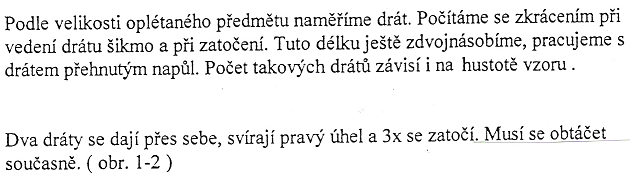 Podle velikosti oplétaného předmětu naměříme drát. Počítáme se zkrácením při
vedení drátu šikmo a při zatočení. Tuto délku ještě zdvojnásobíme, pracujeme s
drátem přehnutým napůl. Počet takových drátů závisí i na hustotě vzoru .
Dva dráty se dají přes sebe, svírají pravý úhel a 3x se zatočí. Musí se obtáčet
současně. ( obr. 1-2 )